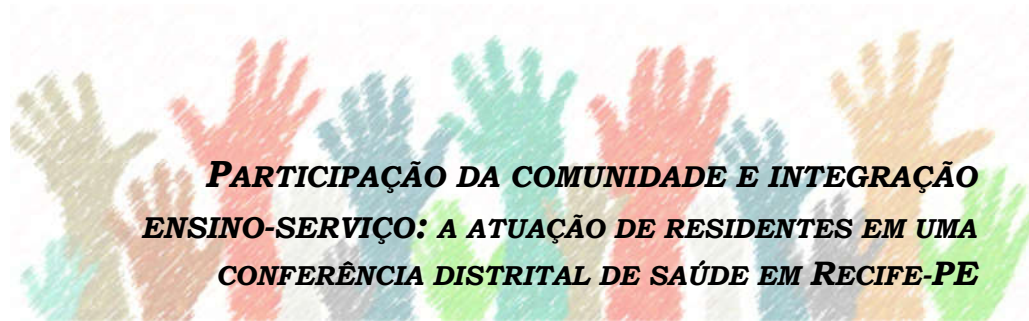 PARTICIPAÇÃO DA COMUNIDADE E INTEGRAÇÃO
ENSINO-SERVIÇO: A ATUAÇÃO DE RESIDENTES EM UMA
CONFERÊNCIA DISTRITAL DE SAÚDE EM RECIFE-PE